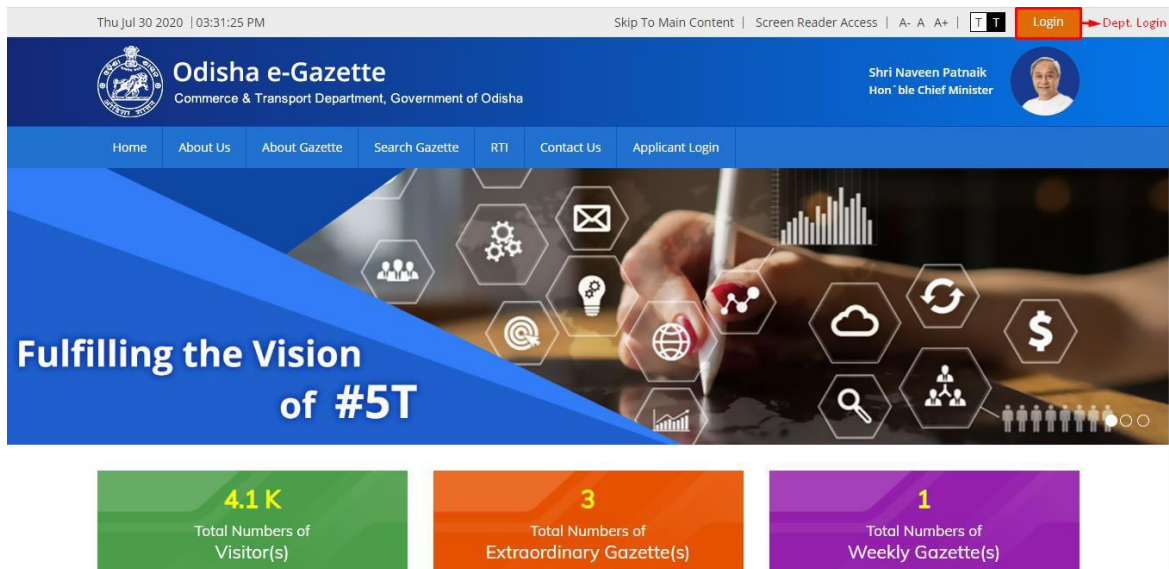 Thu Jul 30 2020 | 03:31:25 PM
Skip To Main Content | Screen Reader Access | A- A A+ | T T Login Dept. Login
Odisha e-Gazette
Commerce & Transport Department, Government of Odisha
Shri Naveen Patnaik
Hon´ble Chief Minister
Home About Us About Gazette Search Gazette RTI Contact Us Applicant Login
Fulfilling the Vision
of #5T
4.1 K
Total Numbers of
Visitor(s)
3
Total Numbers of
Extraordinary Gazette(s)
1
Total Numbers of
Weekly Gazette(s)